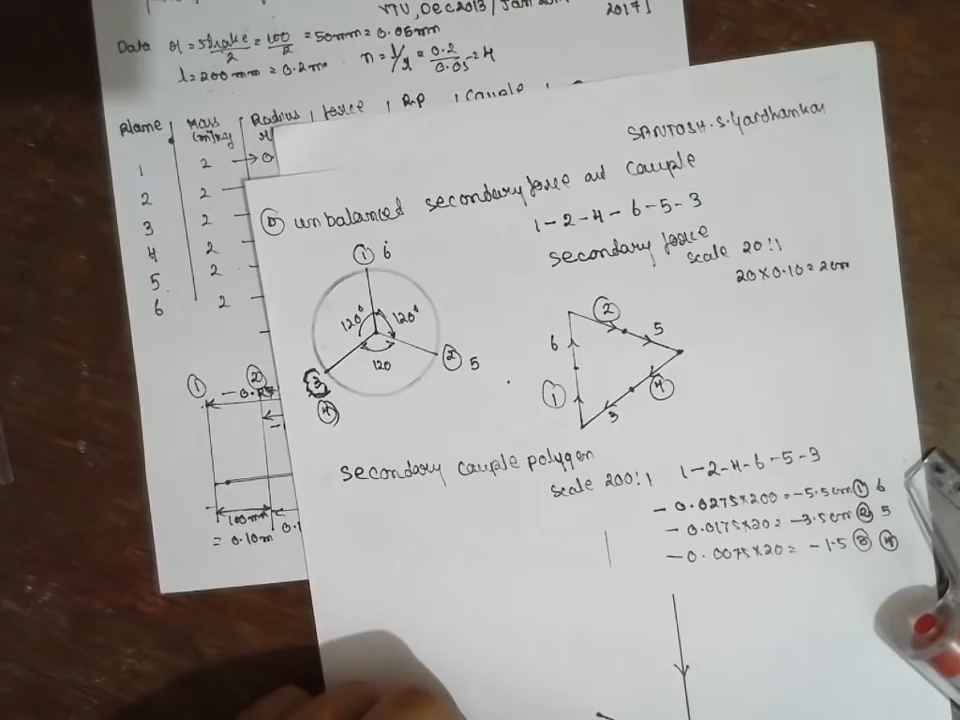 VTU, Dec 2013/Jan
2017]
Data r = stroke/2 = 100/2 = 50mm = 0.05mm
l = 200mm = 0.2m n = l/r = 0.2/0.05 = 4
Plane Mass (m) kg Radius r force R.P couple
1 2 0
2 2
3 2
4 2
5 2
6 2
1 2
100mm
= 0.10m
SANTOSH.S.Yardhankar
D unbalanced secondary force and couple
1-2-4-6-5-3
secondary force
scale 20:1
20 x 0.10 = 2cm
1 6
120° 120°
120
2 5
3
4
2
6 5
1 4
3
secondary couple polygon
scale 200:1
1-2-4-6-5-3
- 0.0275 x 200 = -5.5cm 1 6
- 0.0175 x 20 = -3.5cm 2 5
- 0.0075 x 20 = -1.5 3 4